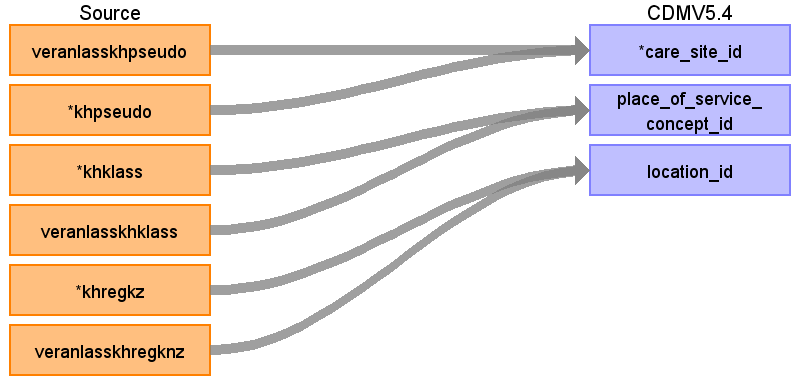 Source
CDMV5.4
veranlasskhpseudo
*care_site_id
*khpseudo
place_of_service_
concept_id
*khklass
location_id
veranlasskhklass
*khregkz
veranlasskhregknz